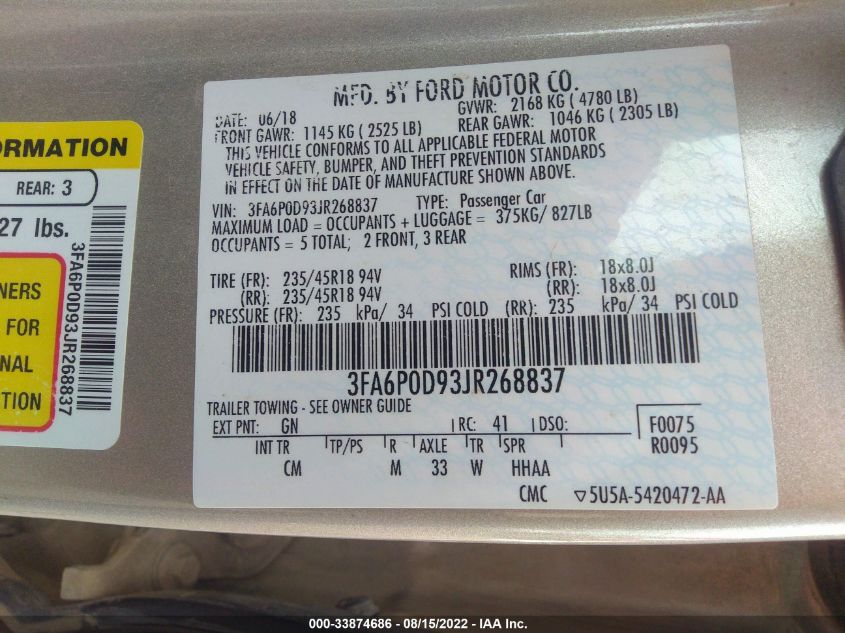 ORMATION
REAR: 3
27 lbs.
NERS
FOR
NAL
TION
3FA6P0D93JR268837
MFD. BY FORD MOTOR CO.
DATE: 06/18 GVWR: 2168 KG ( 4780 LB)
FRONT GAWR: 1145 KG ( 2525 LB) REAR GAWR: 1046 KG ( 2305 LB)
THIS VEHICLE CONFORMS TO ALL APPLICABLE FEDERAL MOTOR
VEHICLE SAFETY, BUMPER, AND THEFT PREVENTION STANDARDS
IN EFFECT ON THE DATE OF MANUFACTURE SHOWN ABOVE.
VIN: 3FA6P0D93JR268837 TYPE: Passenger Car
MAXIMUM LOAD = OCCUPANTS + LUGGAGE = 375KG/ 827LB
OCCUPANTS = 5 TOTAL; 2 FRONT, 3 REAR
TIRE (FR): 235/45R18 94V RIMS (FR): 18x8.0J
(RR): 235/45R18 94V (RR): 18x8.0J
PRESSURE (FR): 235 kPa/ 34 PSI COLD (RR): 235 kPa/ 34 PSI COLD
3FA6P0D93JR268837
TRAILER TOWING - SEE OWNER GUIDE
EXT PNT: GN RC: 41 DSO: F0075
INT TR TP/PS R AXLE TR SPR R0095
CM M 33 W HHAA
CMC ▽5U5A-5420472-AA
000-33874686 - 08/15/2022 - IAA Inc.